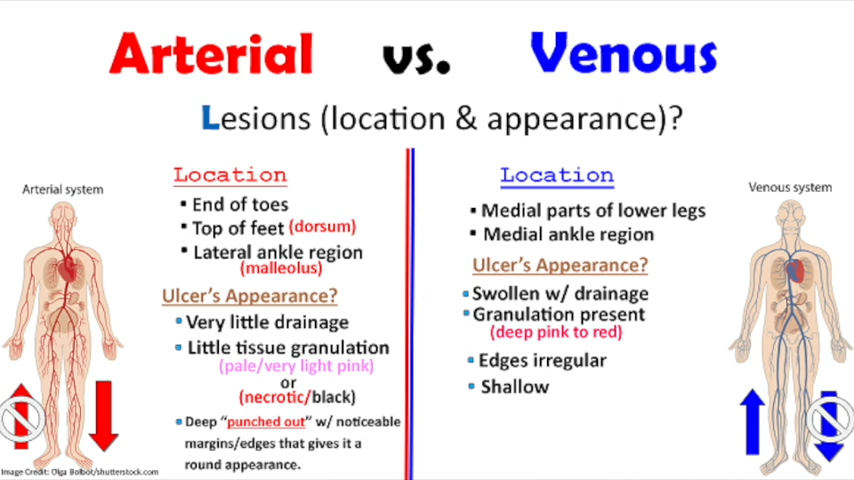 Arterial vs. Venous
Lesions (location & appearance)?
Arterial system
Location
▪ End of toes
▪ Top of feet (dorsum)
▪ Lateral ankle region
(malleolus)
Ulcer's Appearance?
▪ Very little drainage
▪ Little tissue granulation
(pale/very light pink)
or
(necrotic/black)
▪ Deep “punched out” w/ noticeable
margins/edges that gives it a
round appearance.
Image Credit: Olga Bolbot/shutterstock.com
Location
▪ Medial parts of lower legs
▪ Medial ankle region
Ulcer's Appearance?
▪ Swollen w/ drainage
▪ Granulation present
(deep pink to red)
▪ Edges irregular
▪ Shallow
Venous system